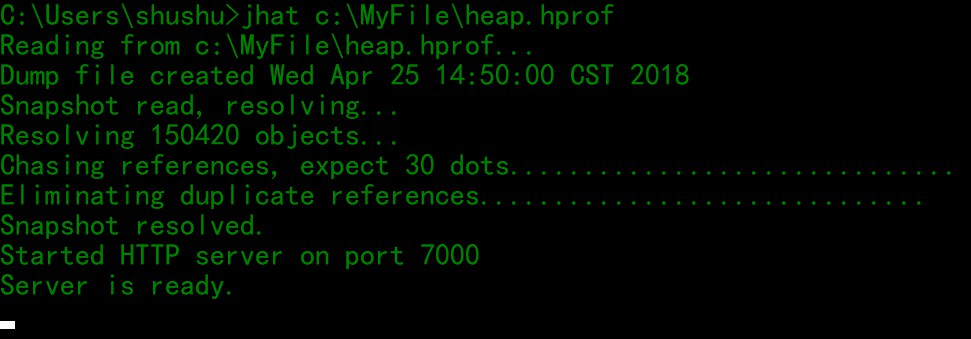 C:\Users\shushu>jhat c:\MyFile\heap.hprof
Reading from c:\MyFile\heap.hprof...
Dump file created Wed Apr 25 14:50:00 CST 2018
Snapshot read, resolving...
Resolving 150420 objects...
Chasing references, expect 30 dots..............................
Eliminating duplicate references..............................
Snapshot resolved.
Started HTTP server on port 7000
Server is ready.